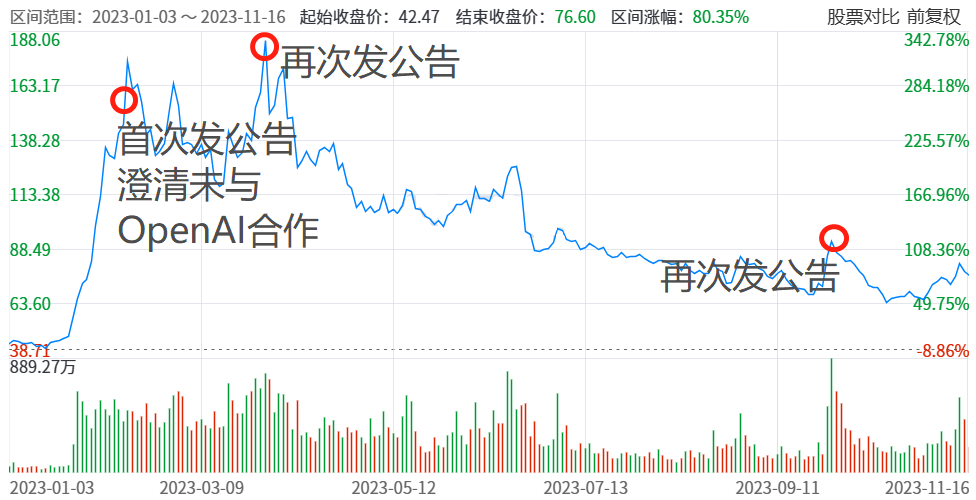 区间范围：2023-01-03 ～ 2023-11-16 起始收盘价：42.47 结束收盘价：76.60 区间涨幅：80.35% 股票对比 前复权
188.06 342.78%
再次发公告
163.17 284.18%
首次发公告
138.28 225.57%
澄清未与
113.38 166.96%
OpenAI合作
88.49 108.36%
再次发公告
63.60 49.75%
38.71 -8.86%
889.27万
2023-01-03 2023-03-09 2023-05-12 2023-07-13 2023-09-11 2023-11-16